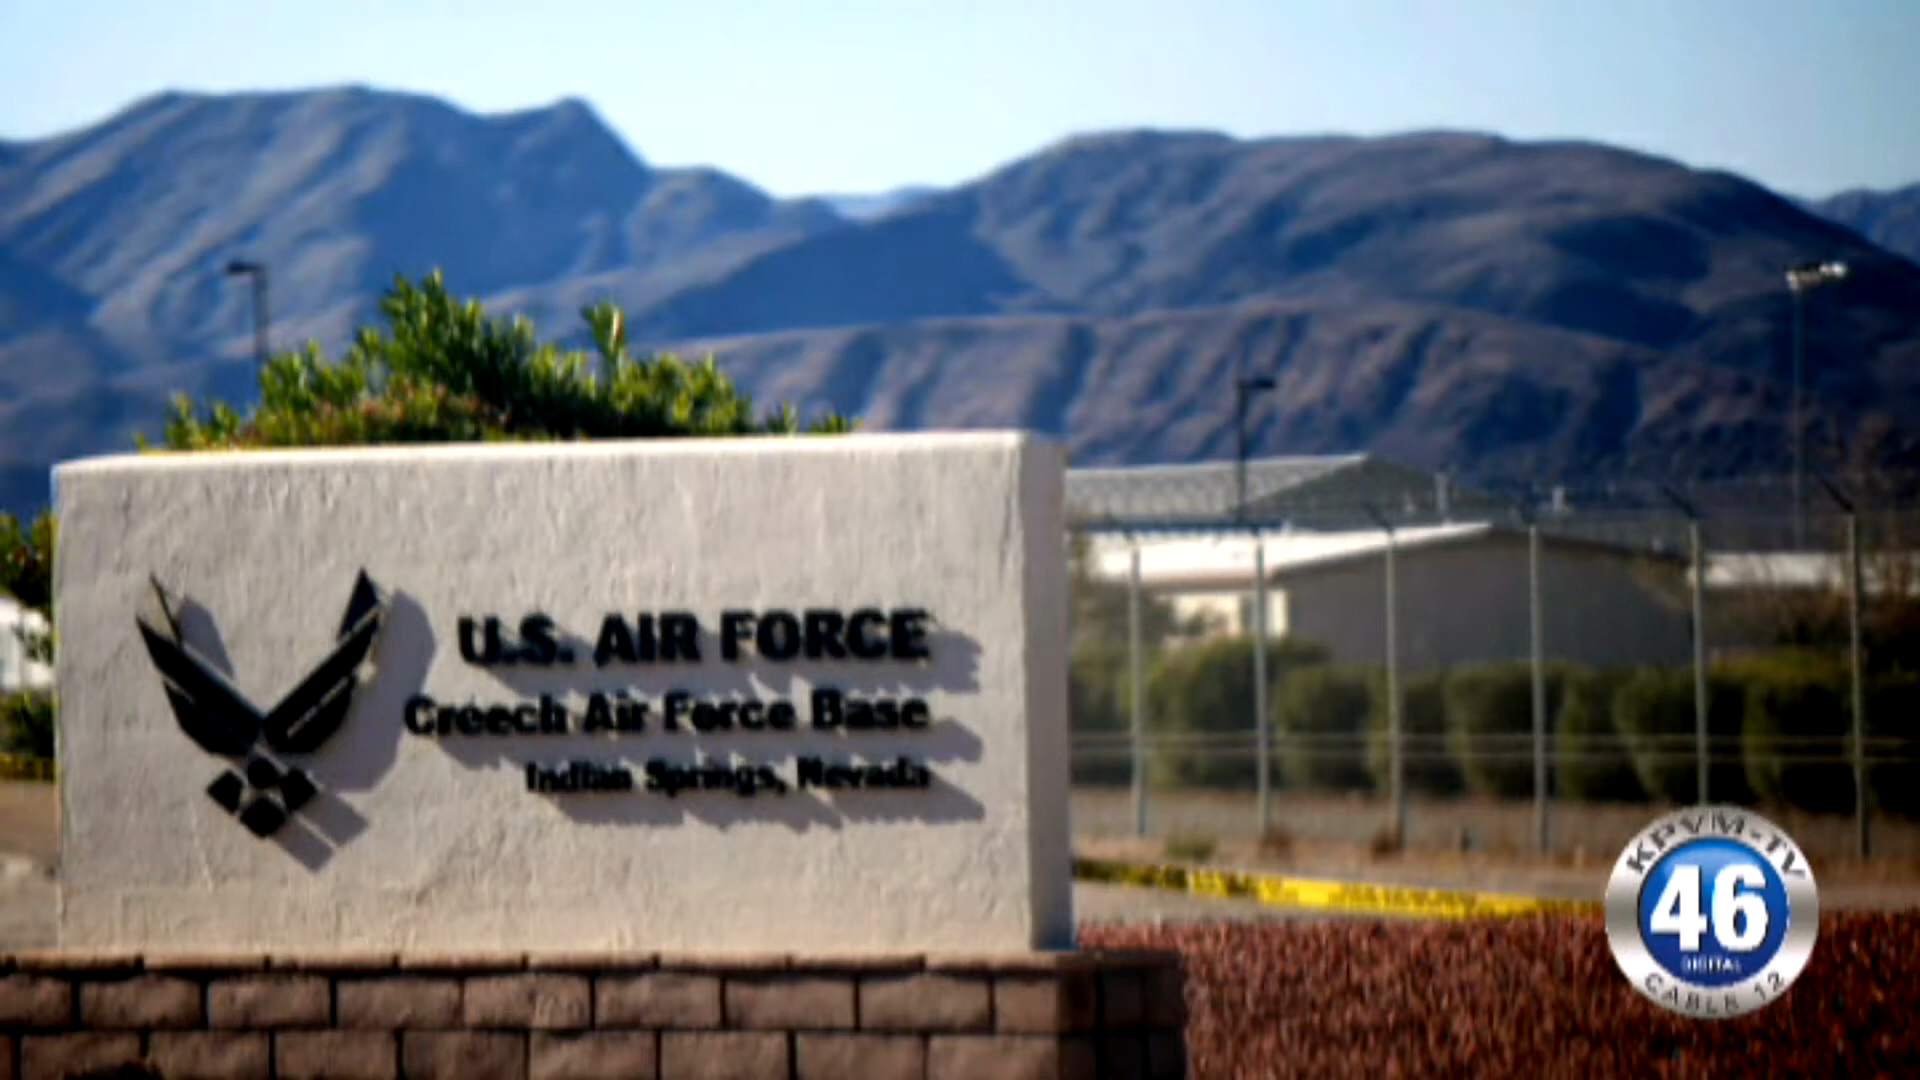 U.S. AIR FORCE
Creech Air Force Base
Indian Springs, Nevada
KPVM-TV
46
DIGITAL
CABLE 12